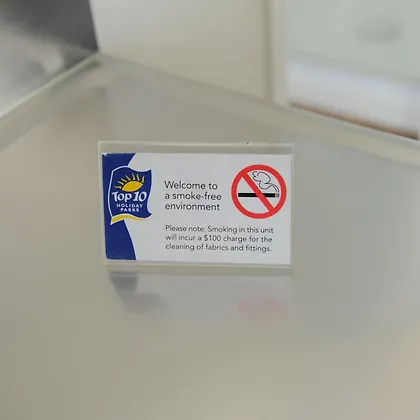 Top 10
HOLIDAY
PARKS
Welcome to
a smoke-free
environment
Please note: Smoking in this unit
will incur a $100 charge for the
cleaning of fabrics and fittings.